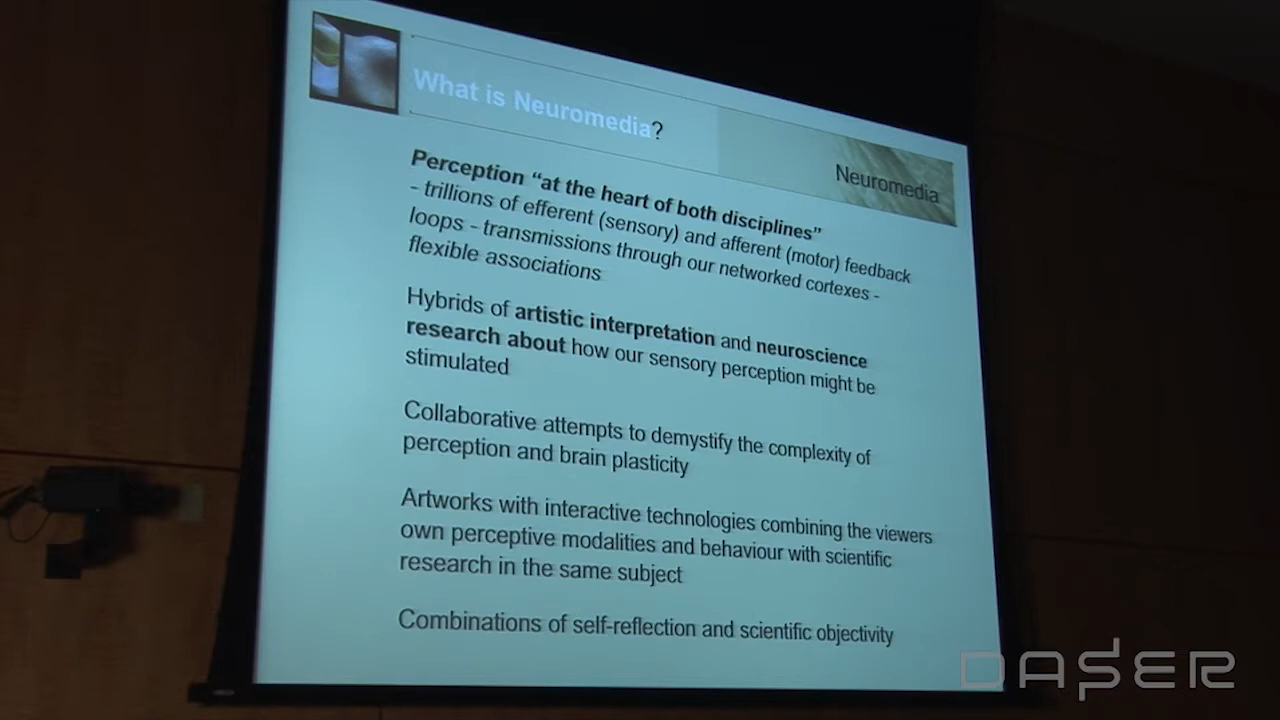 What is Neuromedia?
Neuromedia
Perception “at the heart of both disciplines”
- trillions of efferent (sensory) and afferent (motor) feedback
loops - transmissions through our networked cortexes -
flexible associations
Hybrids of artistic interpretation and neuroscience
research about how our sensory perception might be
stimulated
Collaborative attempts to demystify the complexity of
perception and brain plasticity
Artworks with interactive technologies combining the viewers
own perceptive modalities and behaviour with scientific
research in the same subject
Combinations of self-reflection and scientific objectivity
DASER